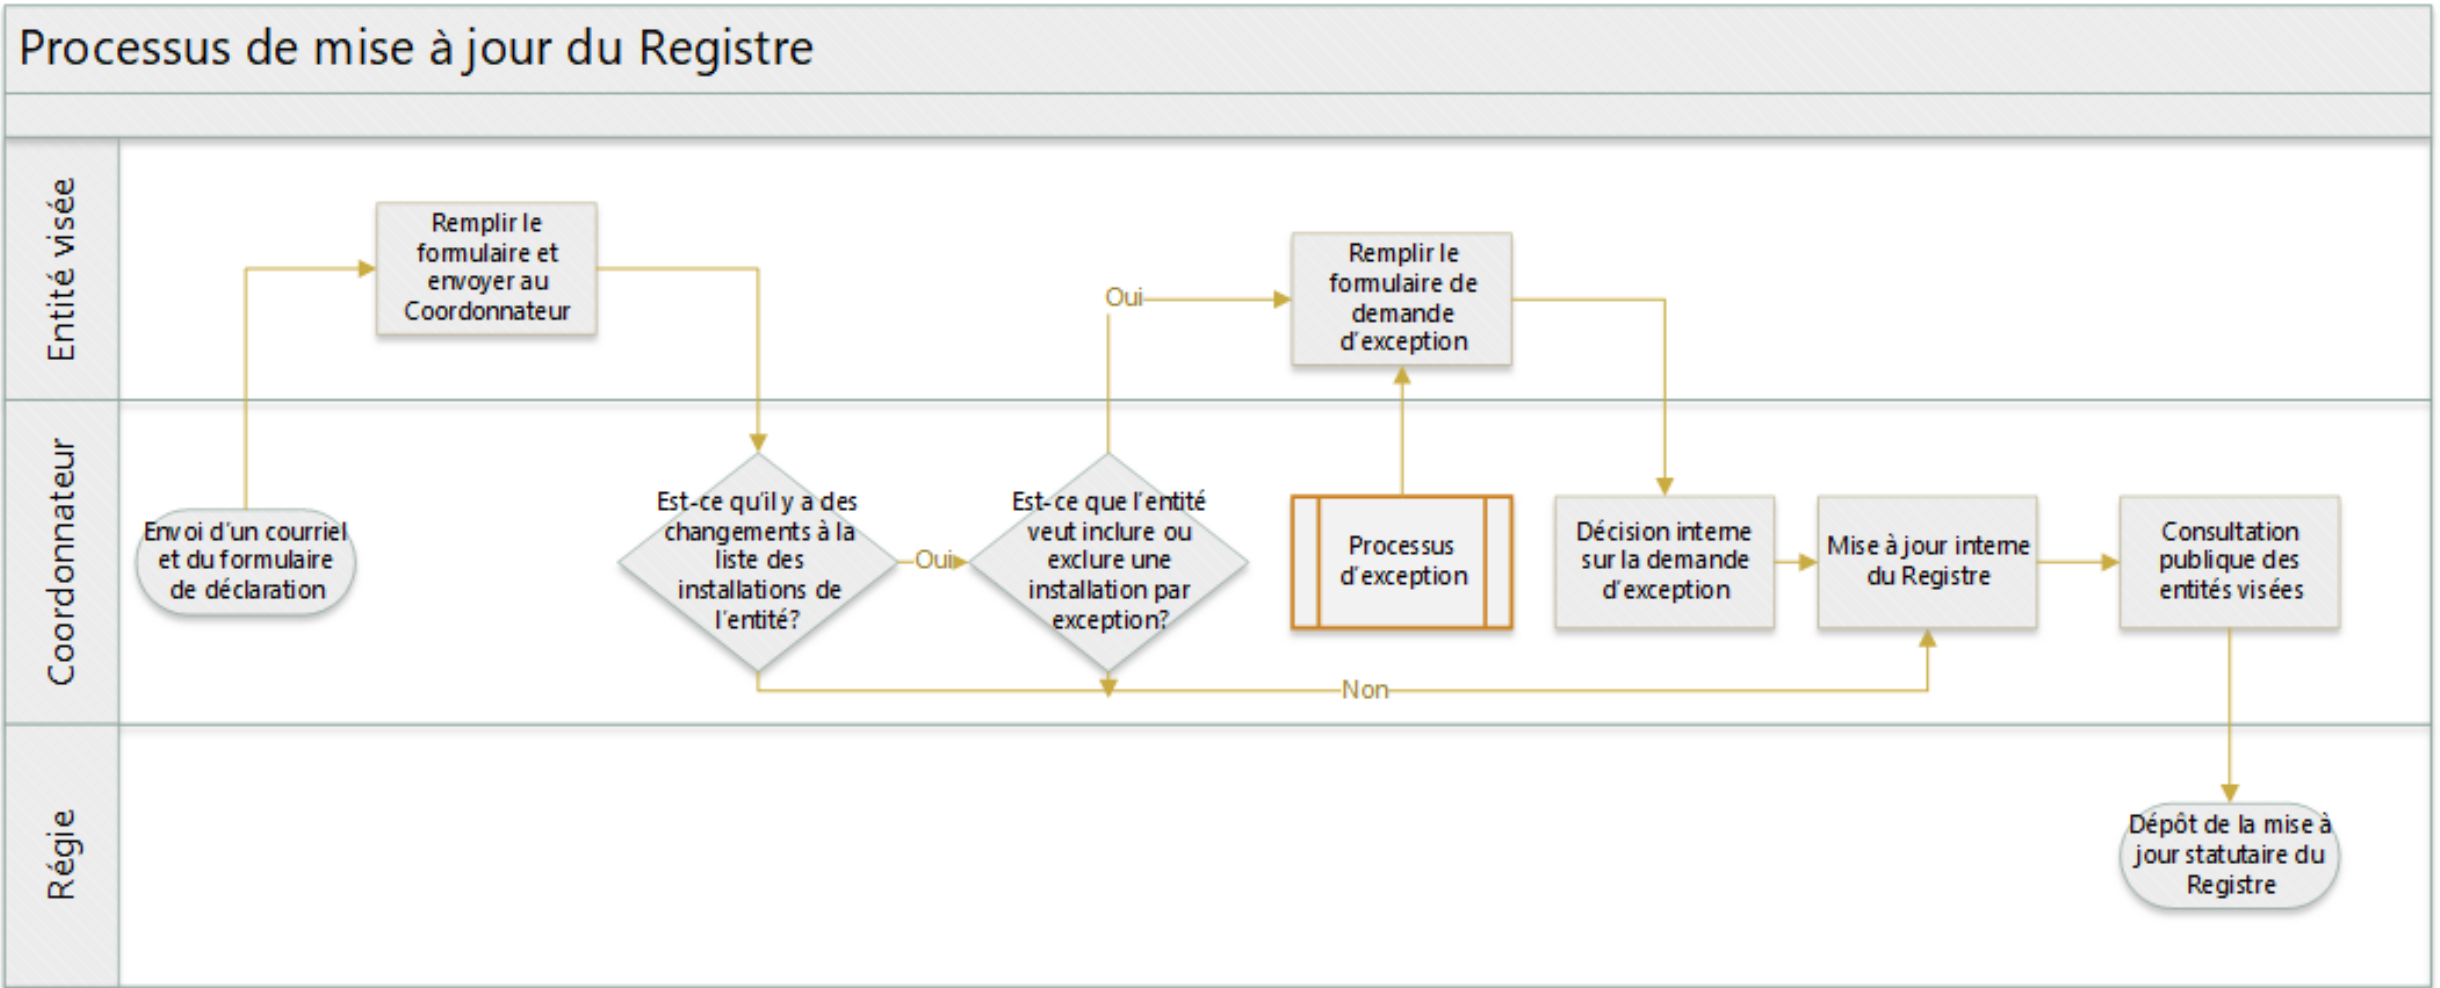 Processus de mise à jour du Registre
Entité visée
Remplir le
formulaire et
envoyer au
Coordonnateur
Oui
Remplir le
formulaire de
demande
d'exception
Coordonnateur
Envoi d'un courriel
et du formulaire
de déclaration
Est-ce qu'il y a des
changements à la
liste des
installations de
l'entité?
Oui
Est-ce que l'entité
veut inclure ou
exclure une
installation par
exception?
Processus
d'exception
Décision interne
sur la demande
d'exception
Mise à jour interne
du Registre
Consultation
publique des
entités visées
Non
Régie
Dépôt de la mise à
jour statutaire du
Registre